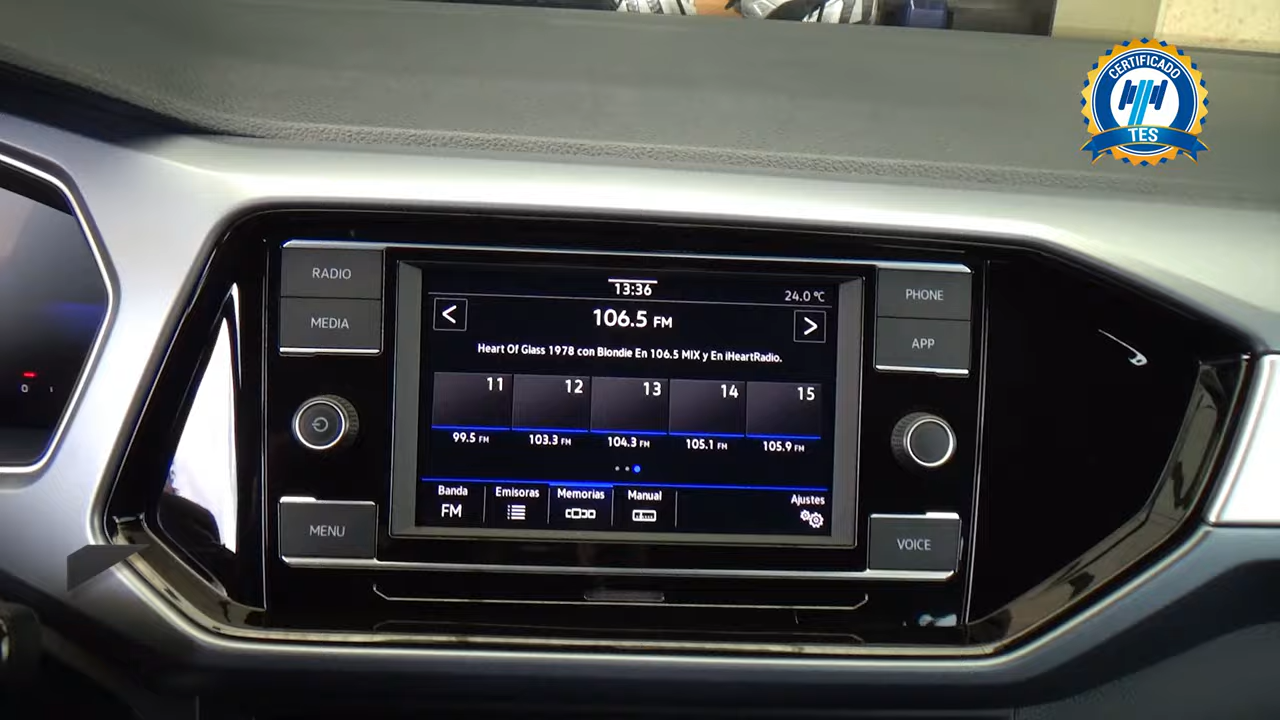 CERTIFICADO
TES
RADIO
MEDIA
MENU
PHONE
APP
VOICE
13:36
24.0 °C
<
106.5 FM
>
Heart Of Glass 1978 con Blondie En 106.5 MIX y En iHeartRadio.
11 12 13 14 15
99.5 FM 103.3 FM 104.3 FM 105.1 FM 105.9 FM
Banda Emisoras Memorias Manual Ajustes
FM
0 1